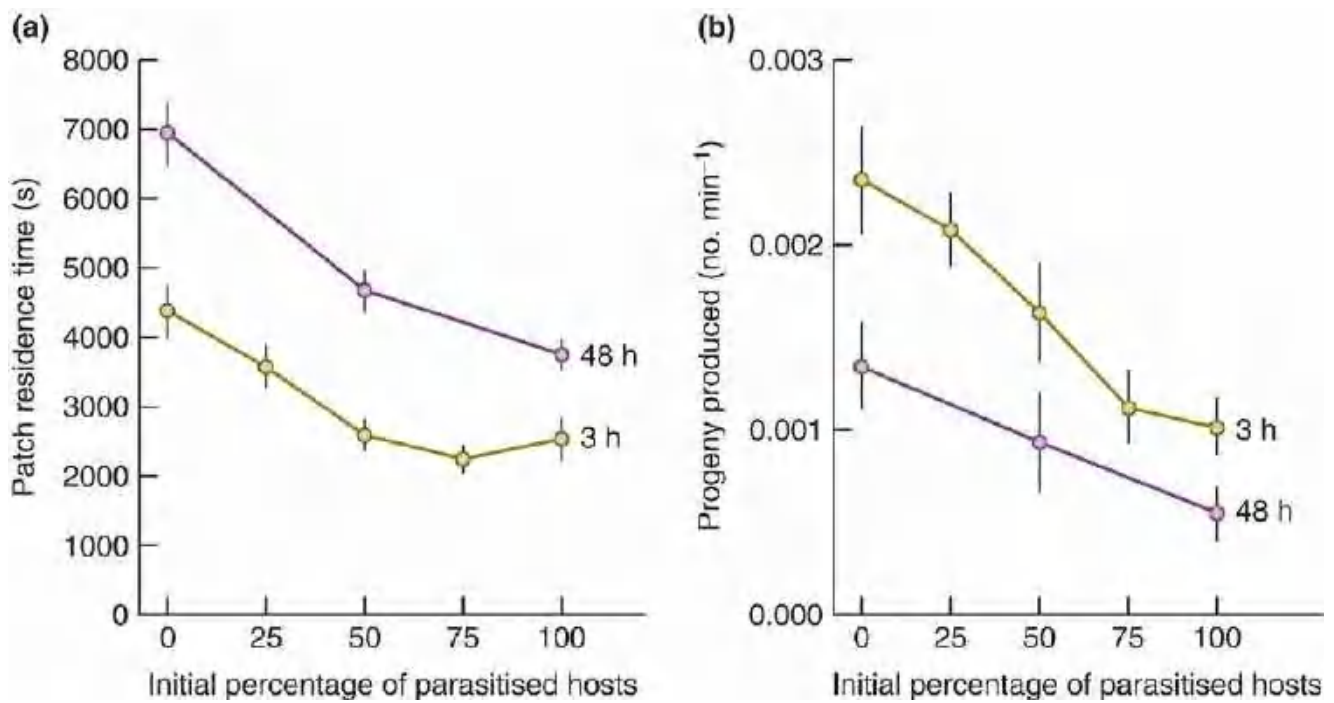 (a)
8000
7000
6000
5000
4000
3000
2000
1000
0
Patch residence time (s)
48 h
3 h
0 25 50 75 100
Initial percentage of parasitised hosts
(b)
0.003
0.002
0.001
0.000
Progeny produced (no. min⁻¹)
3 h
48 h
0 25 50 75 100
Initial percentage of parasitised hosts